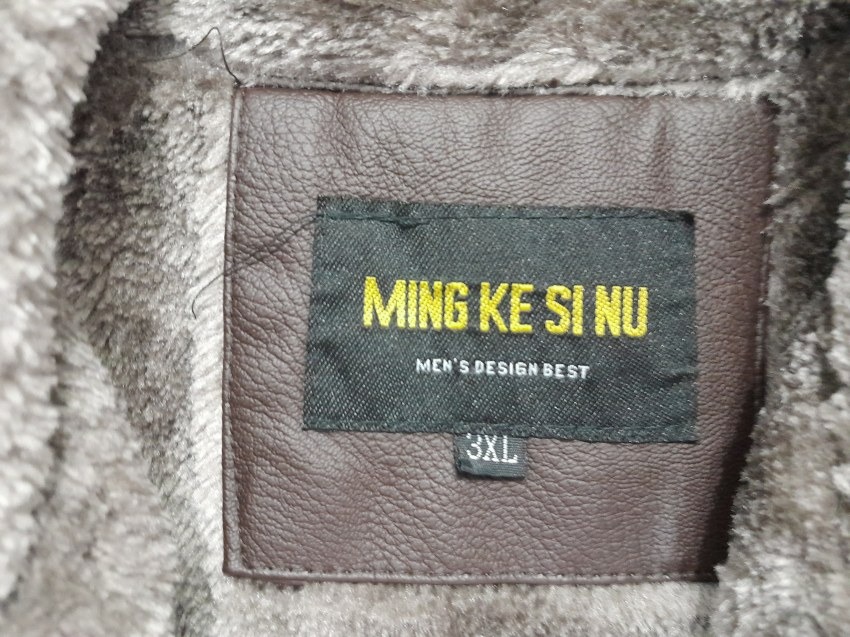 MING KE SI NU
MEN'S DESIGN BEST
3XL